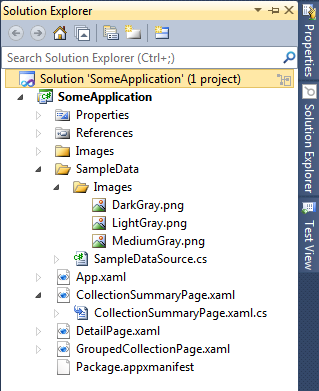 Solution Explorer
Search Solution Explorer (Ctrl+;)
Solution 'SomeApplication' (1 project)
SomeApplication
Properties
References
Images
SampleData
Images
DarkGray.png
LightGray.png
MediumGray.png
SampleDataSource.cs
App.xaml
CollectionSummaryPage.xaml
CollectionSummaryPage.xaml.cs
DetailPage.xaml
GroupedCollectionPage.xaml
Package.appxmanifest
Properties
Solution Explorer
Test View